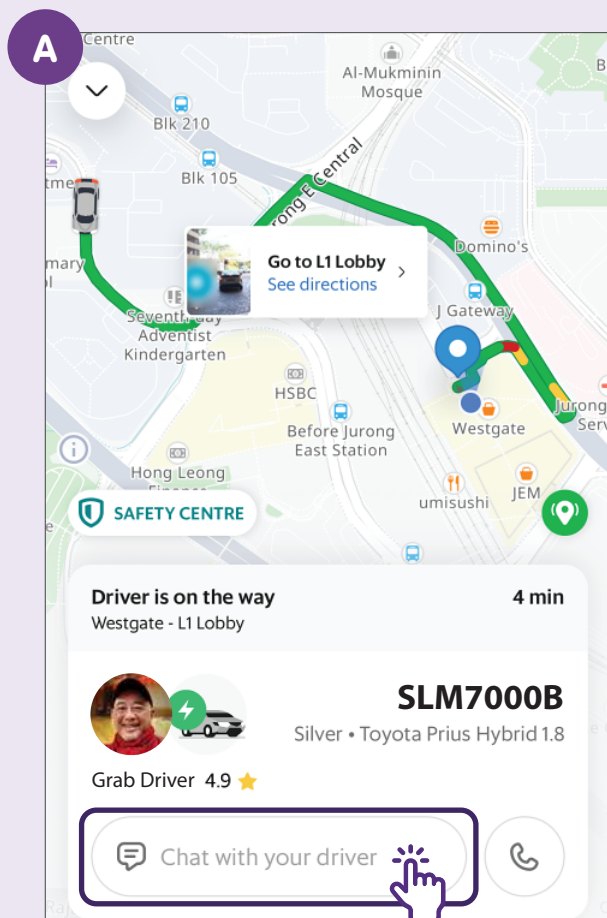 A
Centre
Al-Mukminin
Mosque
Blk 210
Blk 105
Jurong E Central
Go to L1 Lobby
See directions
Domino's
J Gateway
Seventh Day
Adventist
Kindergarten
HSBC
Before Jurong
East Station
Westgate
Jurong
Hong Leong
Finance
umisushi
JEM
SAFETY CENTRE
Driver is on the way
4 min
Westgate - L1 Lobby
SLM7000B
Silver • Toyota Prius Hybrid 1.8
Grab Driver 4.9
Chat with your driver